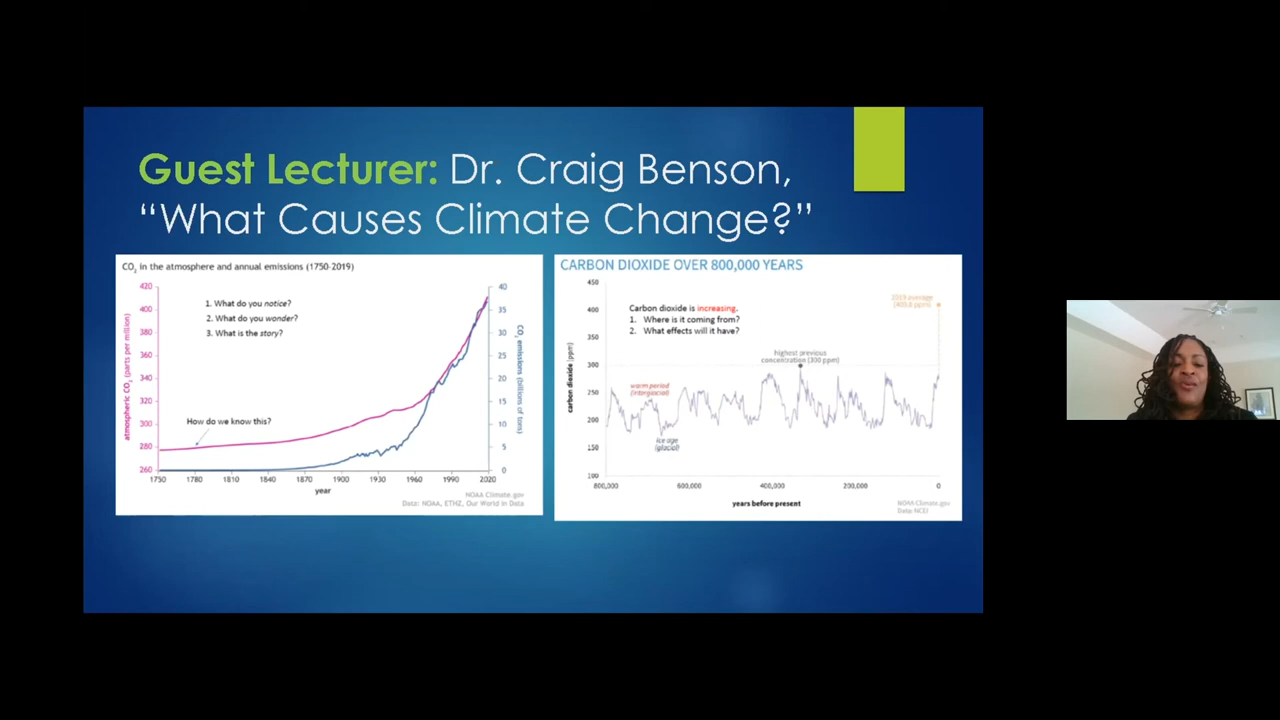 Guest Lecturer: Dr. Craig Benson,
“What Causes Climate Change?”
CO2 in the atmosphere and annual emissions (1750-2019)
420
400
380
360
340
320
300
280
260
atmospheric CO2 (parts per million)
1. What do you notice?
2. What do you wonder?
3. What is the story?
How do we know this?
40
35
30
25
20
15
10
5
0
CO2 emissions (billions of tons)
1750
1780
1810
1840
1870
1900
1930
1960
1990
2020
year
NOAA Climate.gov
Data: NOAA, ETHZ, Our World in Data
CARBON DIOXIDE OVER 800,000 YEARS
450
400
350
300
250
200
150
100
carbon dioxide (ppm)
Carbon dioxide is increasing.
1. Where is it coming from?
2. What effects will it have?
2019 average
(409.8 ppm)
highest previous
concentration (300 ppm)
warm period
(interglacial)
ice age
(glacial)
800,000
600,000
400,000
200,000
0
years before present
NOAA Climate.gov
Data: NCEI